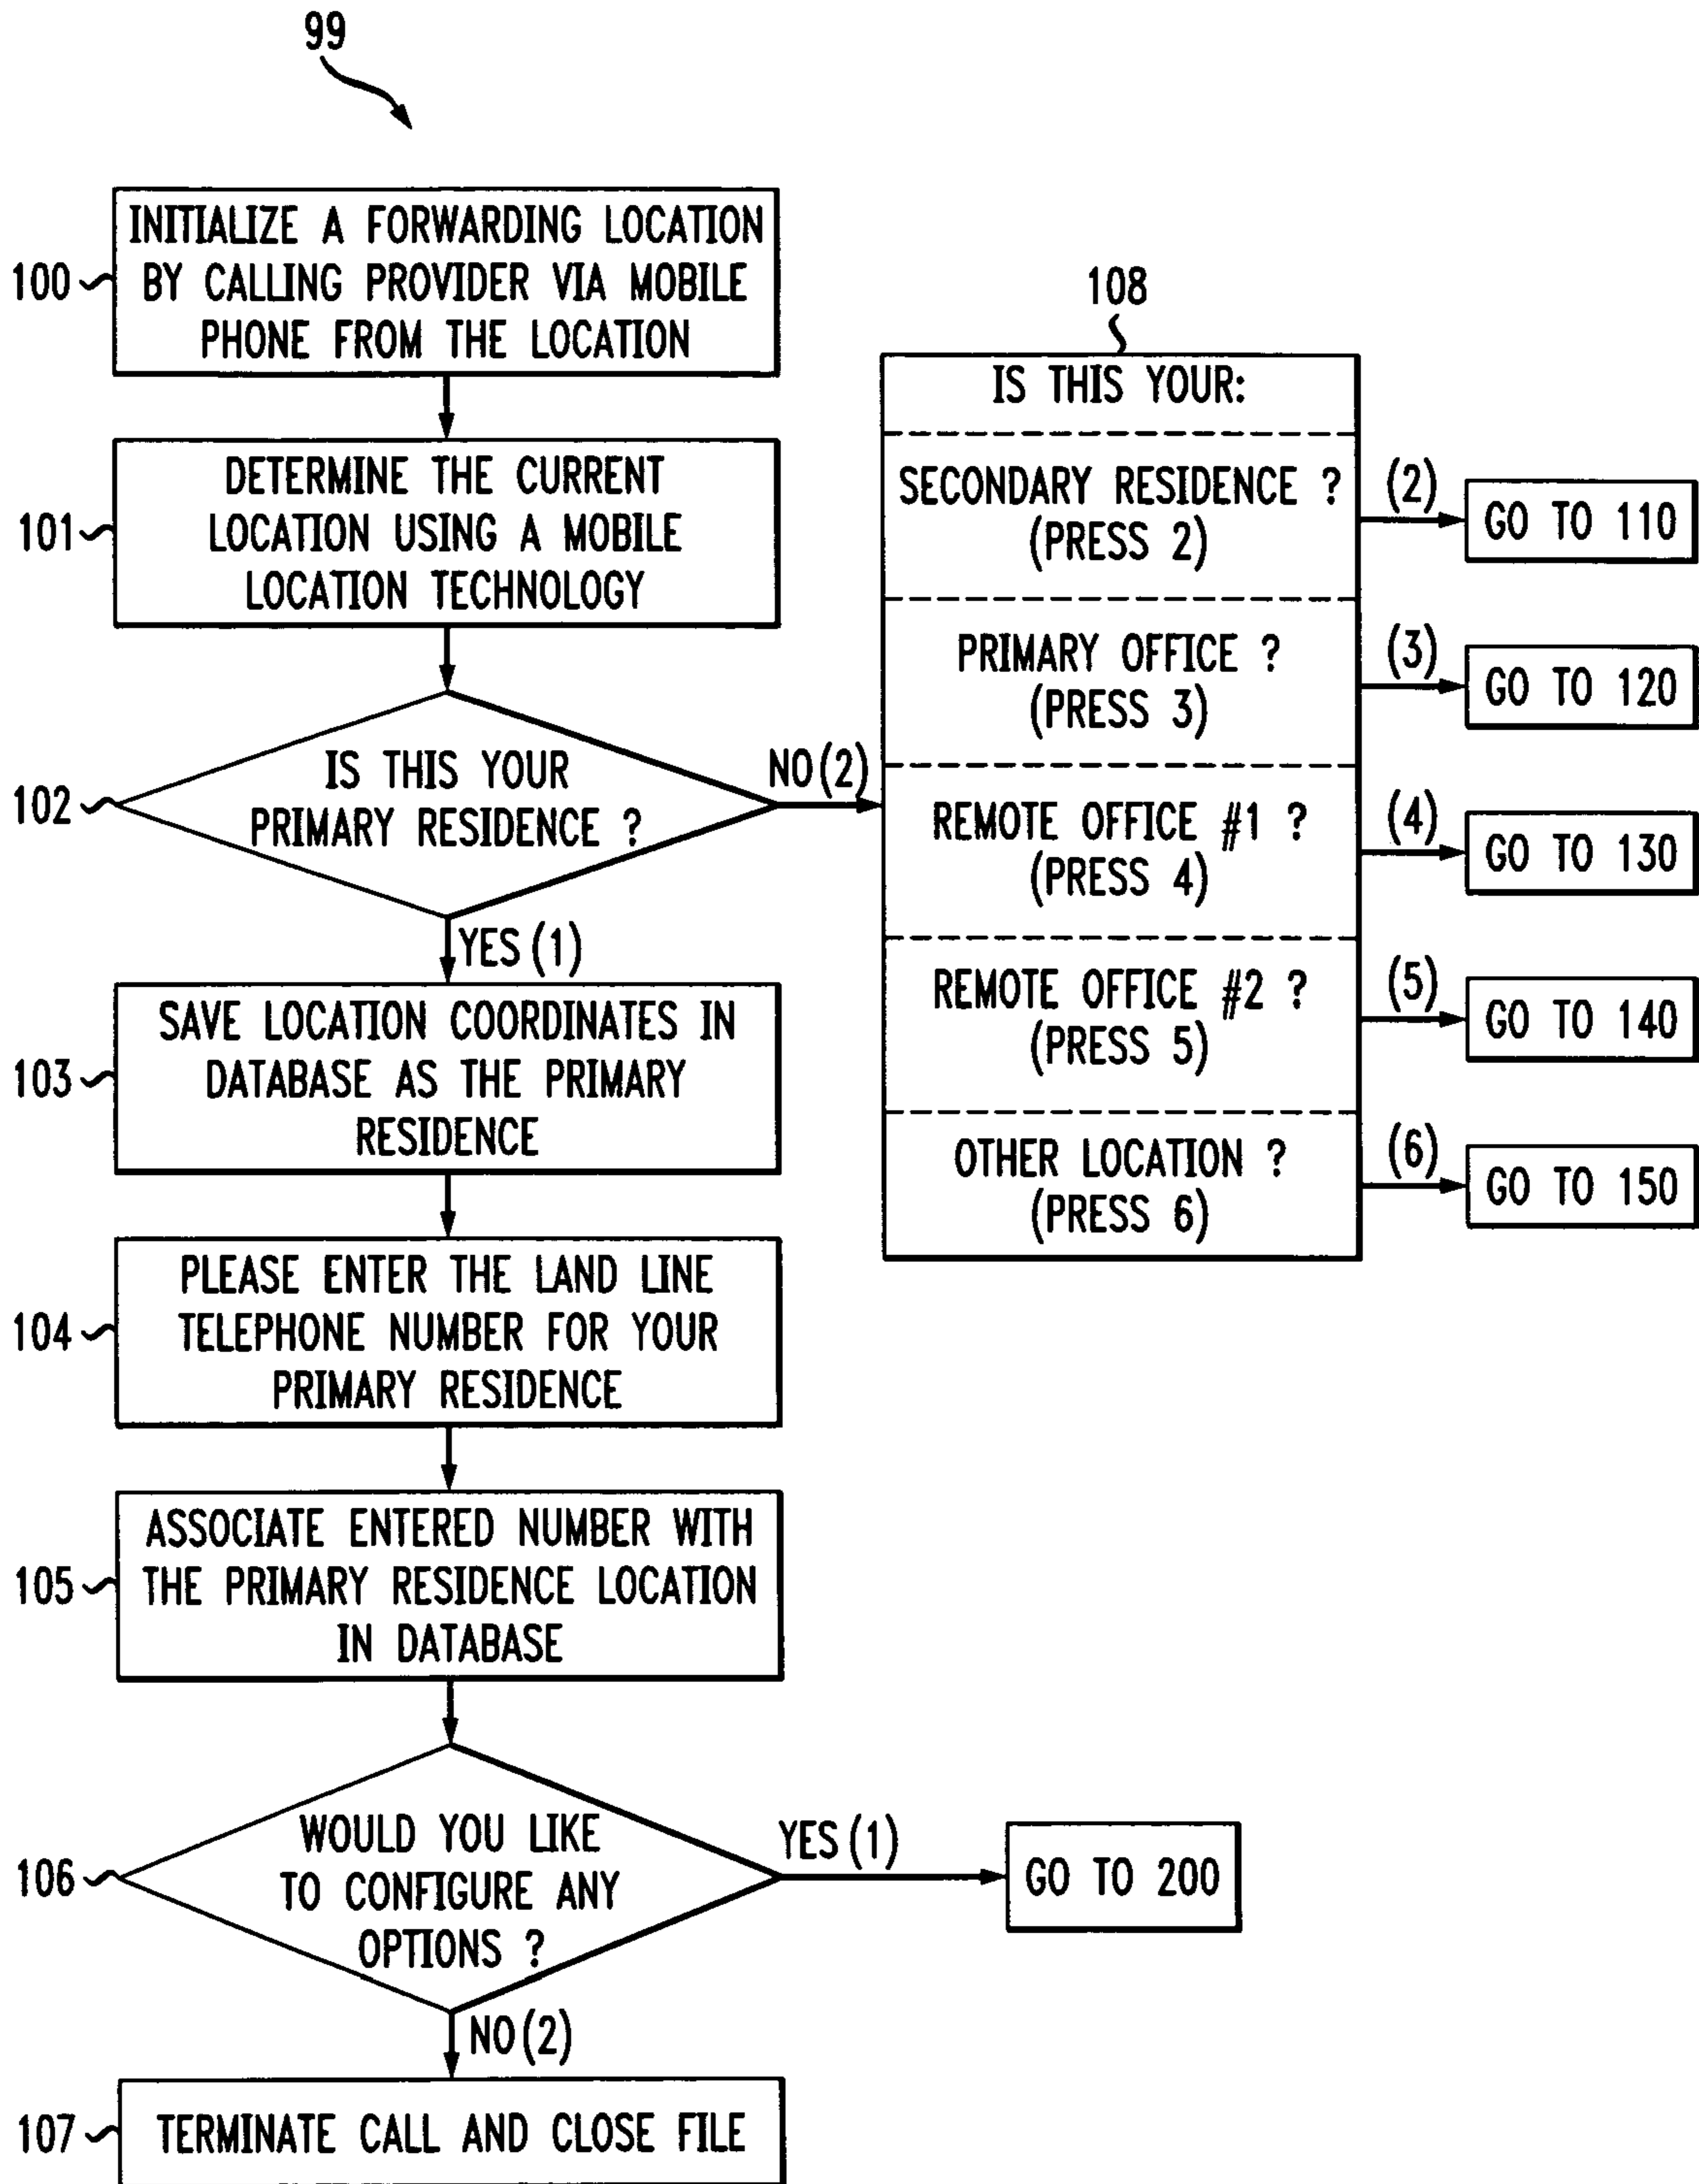 99
100
INITIALIZE A FORWARDING LOCATION
BY CALLING PROVIDER VIA MOBILE
PHONE FROM THE LOCATION
101
DETERMINE THE CURRENT
LOCATION USING A MOBILE
LOCATION TECHNOLOGY
102
IS THIS YOUR
PRIMARY RESIDENCE ?
NO(2)
YES(1)
103
SAVE LOCATION COORDINATES IN
DATABASE AS THE PRIMARY
RESIDENCE
104
PLEASE ENTER THE LAND LINE
TELEPHONE NUMBER FOR YOUR
PRIMARY RESIDENCE
105
ASSOCIATE ENTERED NUMBER WITH
THE PRIMARY RESIDENCE LOCATION
IN DATABASE
106
WOULD YOU LIKE
TO CONFIGURE ANY
OPTIONS ?
YES(1)
GO TO 200
NO(2)
107
TERMINATE CALL AND CLOSE FILE
108
IS THIS YOUR:
SECONDARY RESIDENCE ?
(PRESS 2)
(2)
GO TO 110
PRIMARY OFFICE ?
(PRESS 3)
(3)
GO TO 120
REMOTE OFFICE #1 ?
(PRESS 4)
(4)
GO TO 130
REMOTE OFFICE #2 ?
(PRESS 5)
(5)
GO TO 140
OTHER LOCATION ?
(PRESS 6)
(6)
GO TO 150